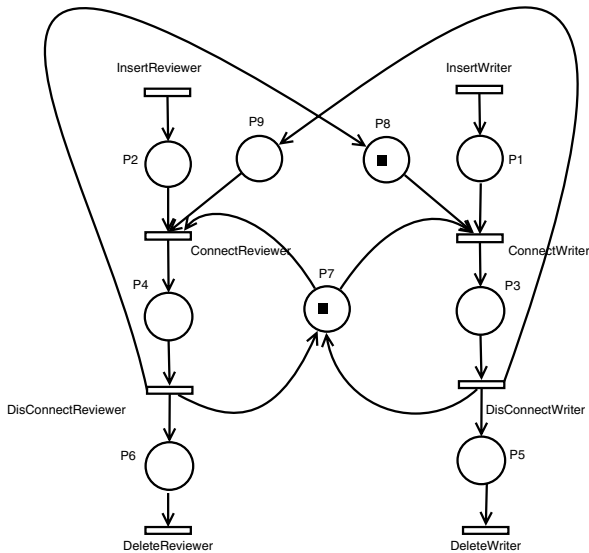 InsertReviewer
InsertWriter
P9
P8
P2
P1
ConnectReviewer
ConnectWriter
P7
P4
P3
DisConnectReviewer
DisConnectWriter
P6
P5
DeleteReviewer
DeleteWriter